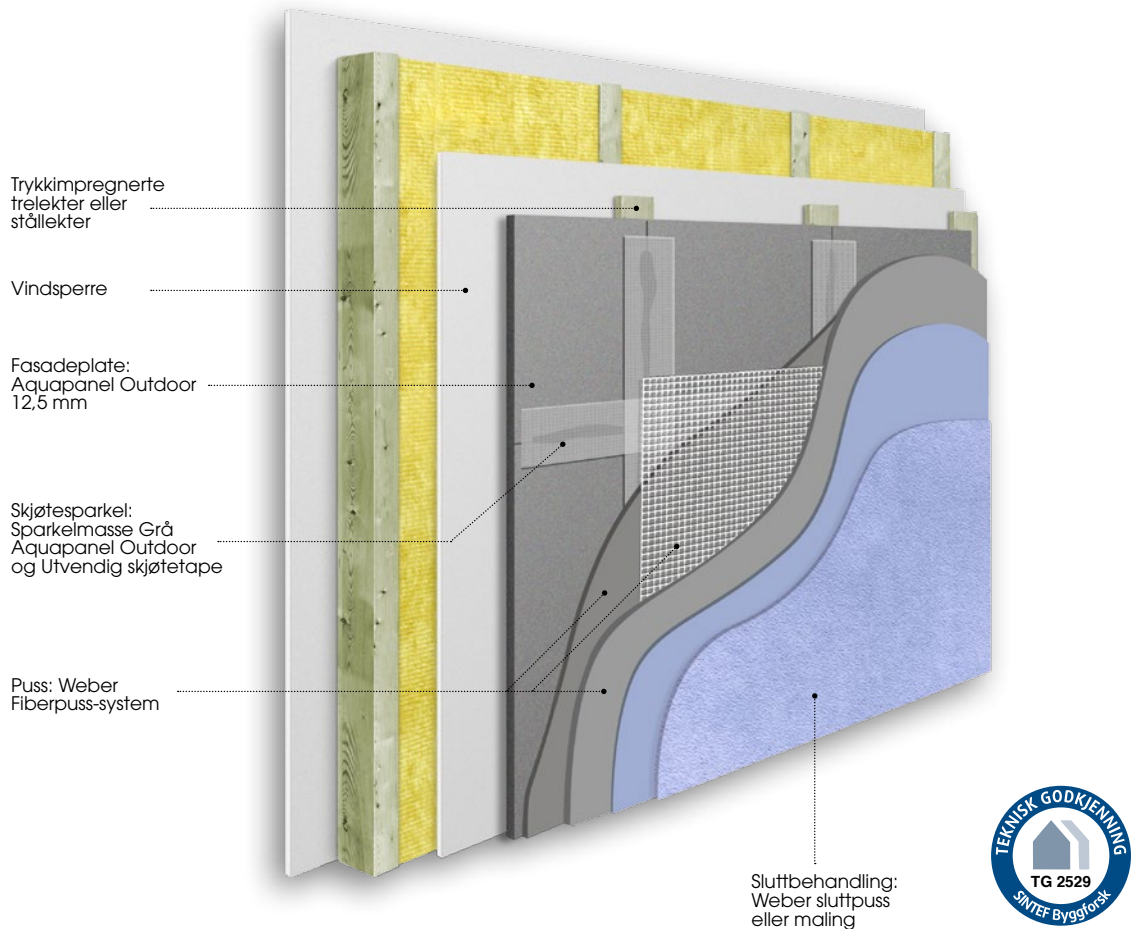 Trykkimpregnerte
trelekter eller
stållekter
Vindsperre
Fasadeplate:
Aquapanel Outdoor
12,5 mm
Skjøtesparkel:
Sparkelmasse Grå
Aquapanel Outdoor
og Utvendig skjøtetape
Puss: Weber
Fiberpuss-system
Sluttbehandling:
Weber sluttpuss
eller maling
TEKNISK GODKJENNING
TG 2529
SINTEF Byggforsk